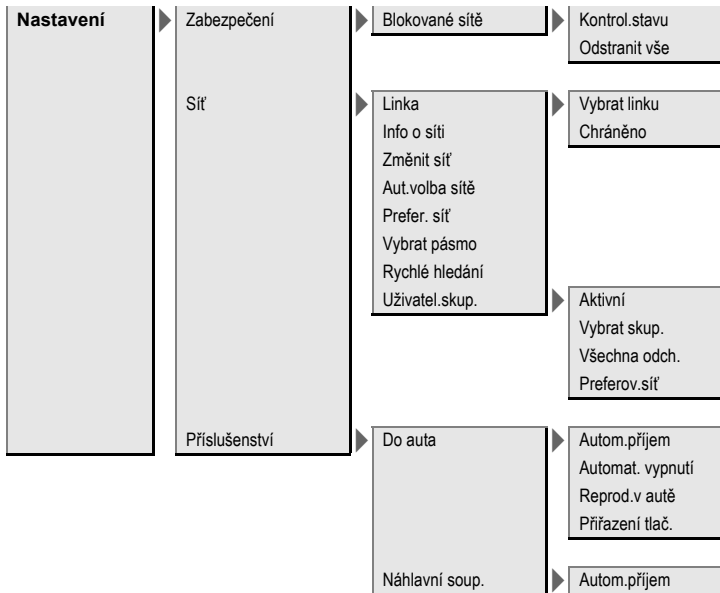 Nastavení Zabezpečení Blokované sítě Kontrol.stavu
Odstranit vše
Síť Linka Vybrat linku
Info o síti Chráněno
Změnit síť
Aut.volba sítě
Prefer. síť
Vybrat pásmo
Rychlé hledání
Uživatel.skup. Aktivní
Vybrat skup.
Všechna odch.
Preferov.síť
Příslušenství Do auta Autom.příjem
Automat. vypnutí
Reprod.v autě
Přiřazení tlač.
Náhlavní soup. Autom.příjem